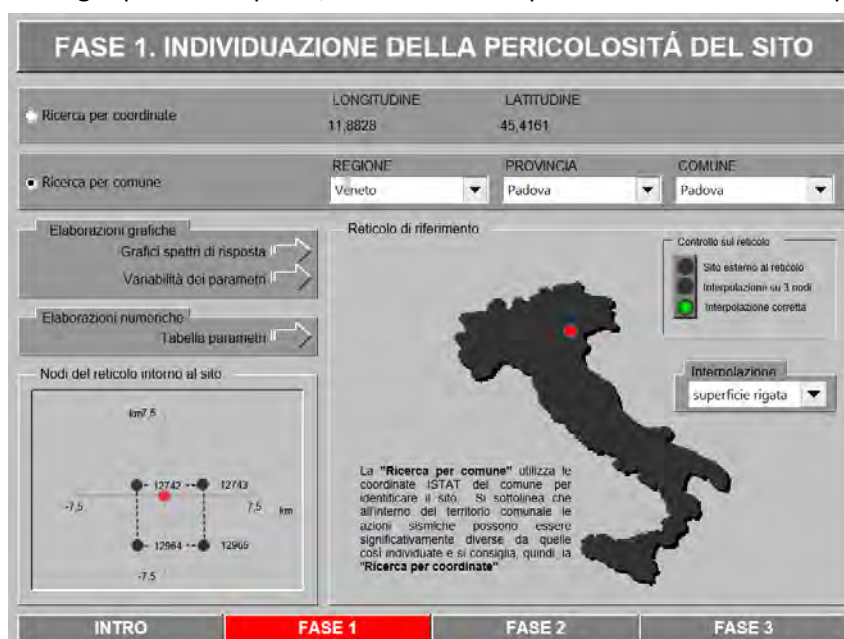 FASE 1. INDIVIDUAZIONE DELLA PERICOLOSITÁ DEL SITO
LONGITUDINE LATITUDINE
Ricerca per coordinate
11,8828 45,4161
REGIONE PROVINCIA COMUNE
Ricerca per comune
Veneto Padova Padova
Elaborazioni grafiche
Grafici spettri di risposta
Variabilità dei parametri
Elaborazioni numeriche
Tabella parametri
Nodi del reticolo intorno al sito
km7,5
12742 12743
-7,5 7,5 km
12964 12965
-7,5
Reticolo di riferimento
Controllo sul reticolo
Sito esterno al reticolo
Interpolazione su 3 nodi
Interpolazione corretta
Interpolazione
superficie rigata
La "Ricerca per comune" utilizza le
coordinate ISTAT del comune per
identificare il sito. Si sottolinea che
all'interno del territorio comunale le
azioni sismiche possono essere
significativamente diverse da quelle
così individuate e si consiglia, quindi, la
"Ricerca per coordinate"
INTRO FASE 1 FASE 2 FASE 3